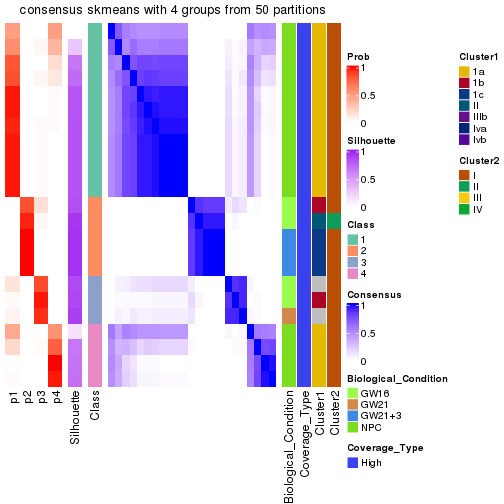 consensus skmeans with 4 groups from 50 partitions
p1
p2
p3
p4
Silhouette
Class
Biological_Condition
Coverage_Type
Cluster1
Cluster2
Prob
1
0.5
0
Silhouette
1
0.5
0
Class
1
2
3
4
Consensus
1
0.5
0
Biological_Condition
GW16
GW21
GW21+3
NPC
Coverage_Type
High
Cluster1
1a
1b
1c
II
IIIb
Iva
Ivb
Cluster2
I
II
III
IV